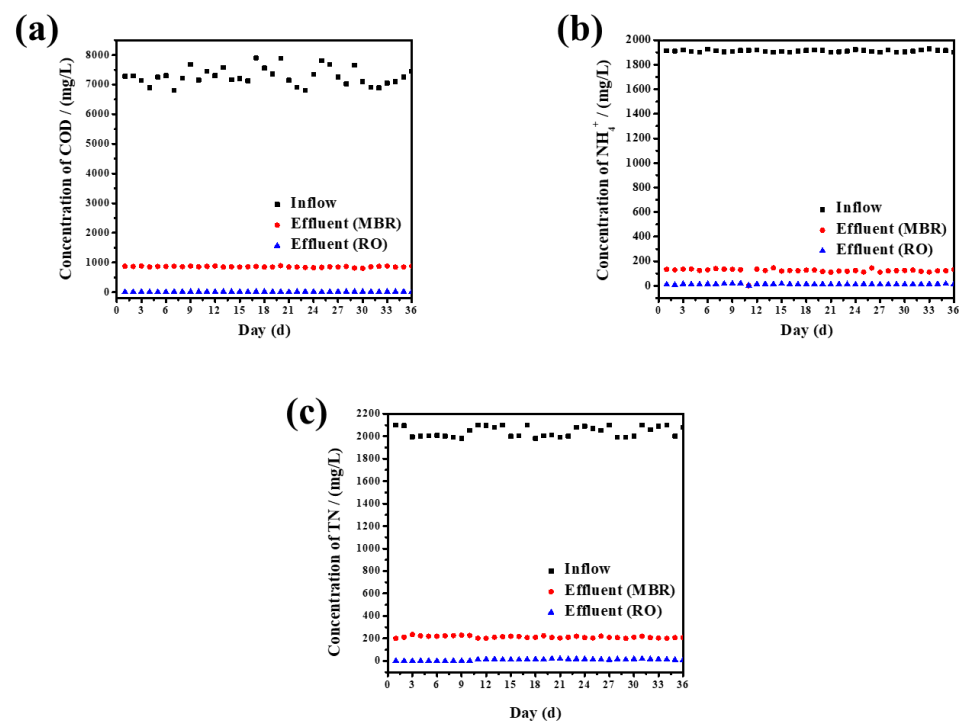 (a)
Concentration of COD / (mg/L)
8000
7000
6000
5000
4000
3000
2000
1000
0
Inflow
Effluent (MBR)
Effluent (RO)
0 3 6 9 12 15 18 21 24 27 30 33 36
Day (d)
(b)
Concentration of NH4+ / (mg/L)
2000
1800
1600
1400
1200
1000
800
600
400
200
0
Inflow
Effluent (MBR)
Effluent (RO)
0 3 6 9 12 15 18 21 24 27 30 33 36
Day (d)
(c)
Concentration of TN / (mg/L)
2200
2000
1800
1600
1400
1200
1000
800
600
400
200
0
Inflow
Effluent (MBR)
Effluent (RO)
0 3 6 9 12 15 18 21 24 27 30 33 36
Day (d)